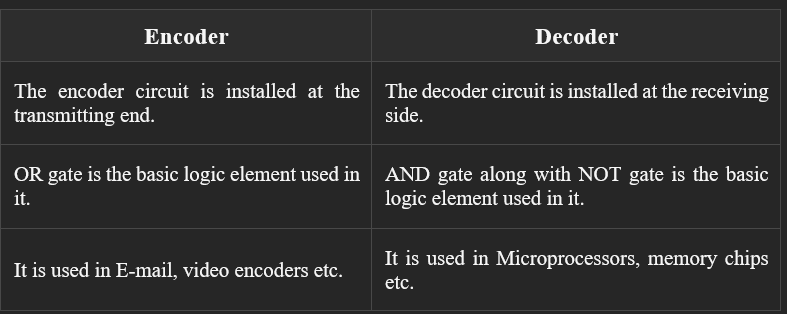 Encoder
Decoder
The encoder circuit is installed at the
transmitting end.
The decoder circuit is installed at the receiving
side.
OR gate is the basic logic element used in
it.
AND gate along with NOT gate is the basic
logic element used in it.
It is used in E-mail, video encoders etc.
It is used in Microprocessors, memory chips
etc.